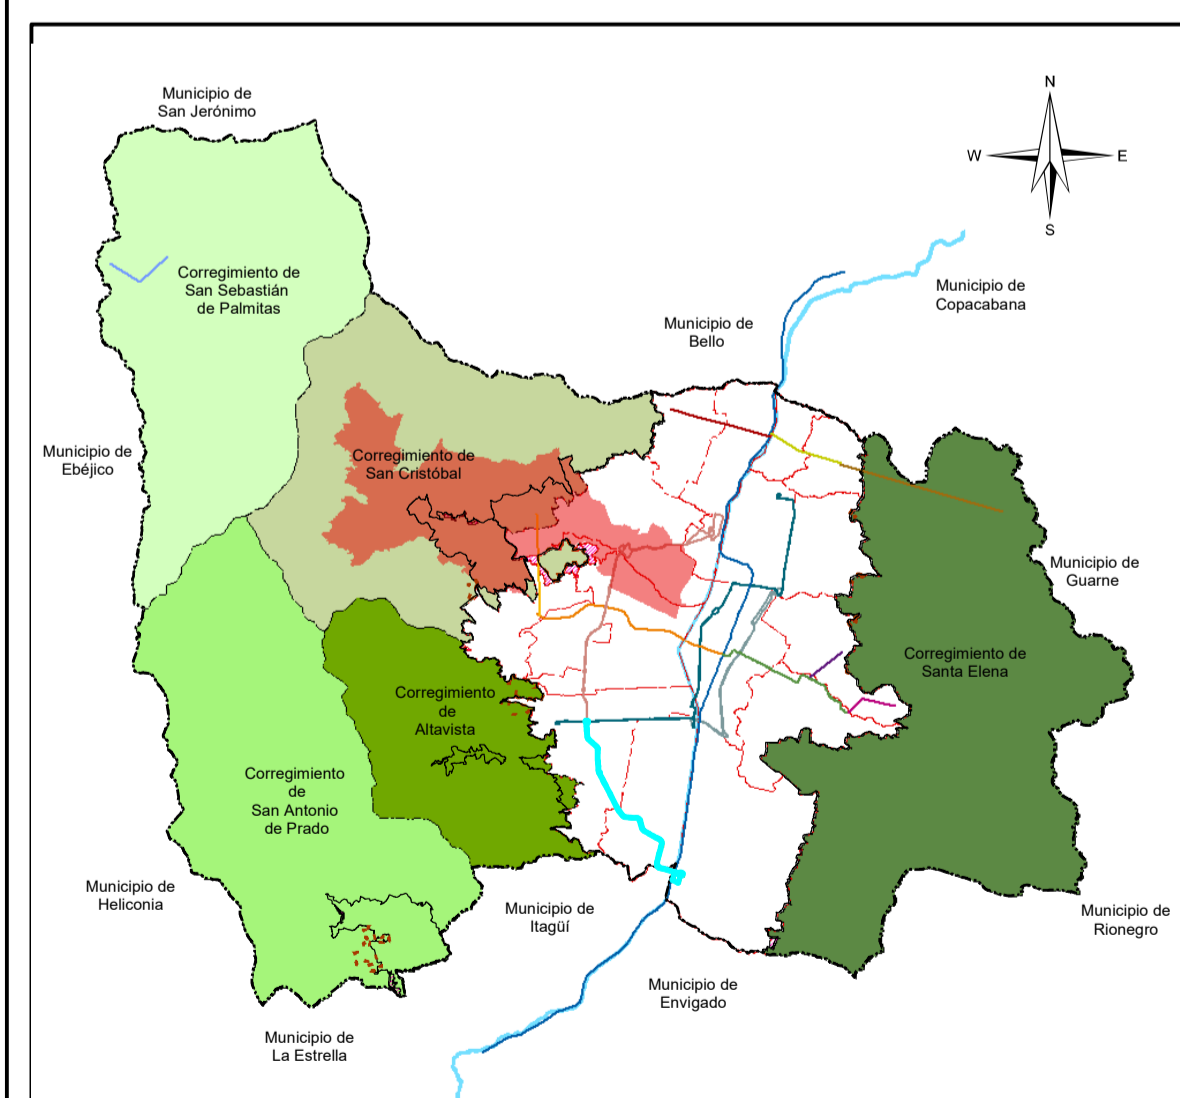 Municipio de
San Jerónimo
N
W
E
S
Corregimiento de
San Sebastián
de Palmitas
Municipio de
Copacabana
Municipio de
Bello
Municipio de
Ebéjico
Corregimiento de
San Cristóbal
Municipio de
Guarne
Corregimiento de
Santa Elena
Corregimiento
de
Altavista
Corregimiento
de
San Antonio
de Prado
Municipio de
Heliconia
Municipio de
Itagüí
Municipio de
Rionegro
Municipio de
Envigado
Municipio de
La Estrella